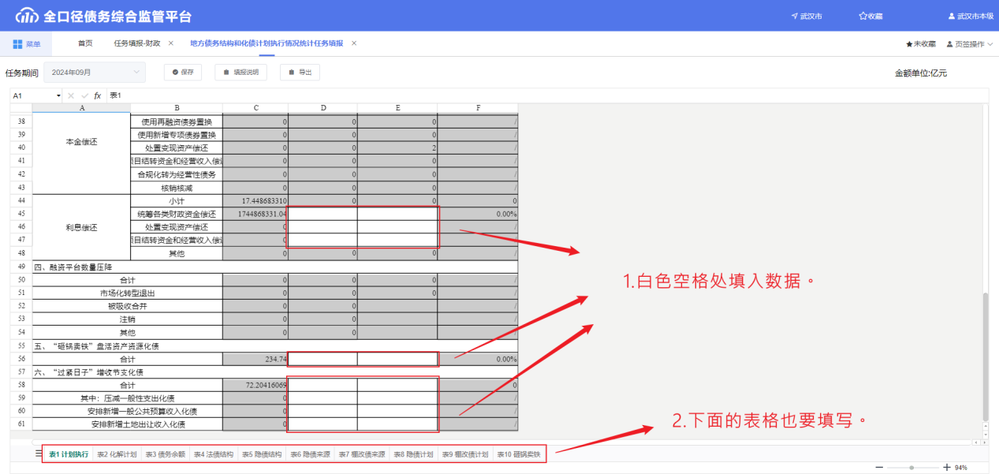 全口径债务综合监管平台 武汉市 收藏 武汉市本级
菜单 首页 任务填报-财政 × 地方债务结构和化债计划执行情况统计任务填报 × 未收藏 页签操作
任务期间 2024年09月 保存 填报说明 导出 金额单位:亿元
A1 fx 表1
A B C D E F
38 使用再融资债券置换 0 0 0 /
39 使用新增专项债券置换 0 0 0 /
本金偿还
40 处置变现资产偿还 0 0 2 /
41 项目结转资金和经营收入偿还 0 0 0 /
42 合规化转为经营性债务 0 0 0 /
43 核销核减 0 0 0 /
44 小计 17.448683310 0 0 0
45 统筹各类财政资金偿还 1744868331.04 0.00%
46 利息偿还 处置变现资产偿还 0 /
47 项目结转资金和经营收入偿还 0 /
48 其他 0 0 0 /
49 四、融资平台数量压降
50 合计 0 0 0 /
51 市场化转型退出 0 0 0 /
52 被吸收合并 0 0 /
53 注销 0 0 /
54 其他 0 0 /
55 五、“砸锅卖铁”盘活资产资源化债
56 合计 234.74 0.00%
57 六、“过紧日子”增收节支化债
58 合计 72.20416069 0
59 其中：压减一般性支出化债 0 /
60 安排新增一般公共预算收入化债 0 /
61 安排新增土地出让收入化债 0 /
1.白色空格处填入数据。
2.下面的表格也要填写。
表1 计划执行 表2 化解计划 表3 债务余额 表4 法债结构 表5 隐债结构 表6 隐债来源 表7 棚改债来源 表8 隐债计划 表9 棚改债计划 表10 砸锅卖铁
94%